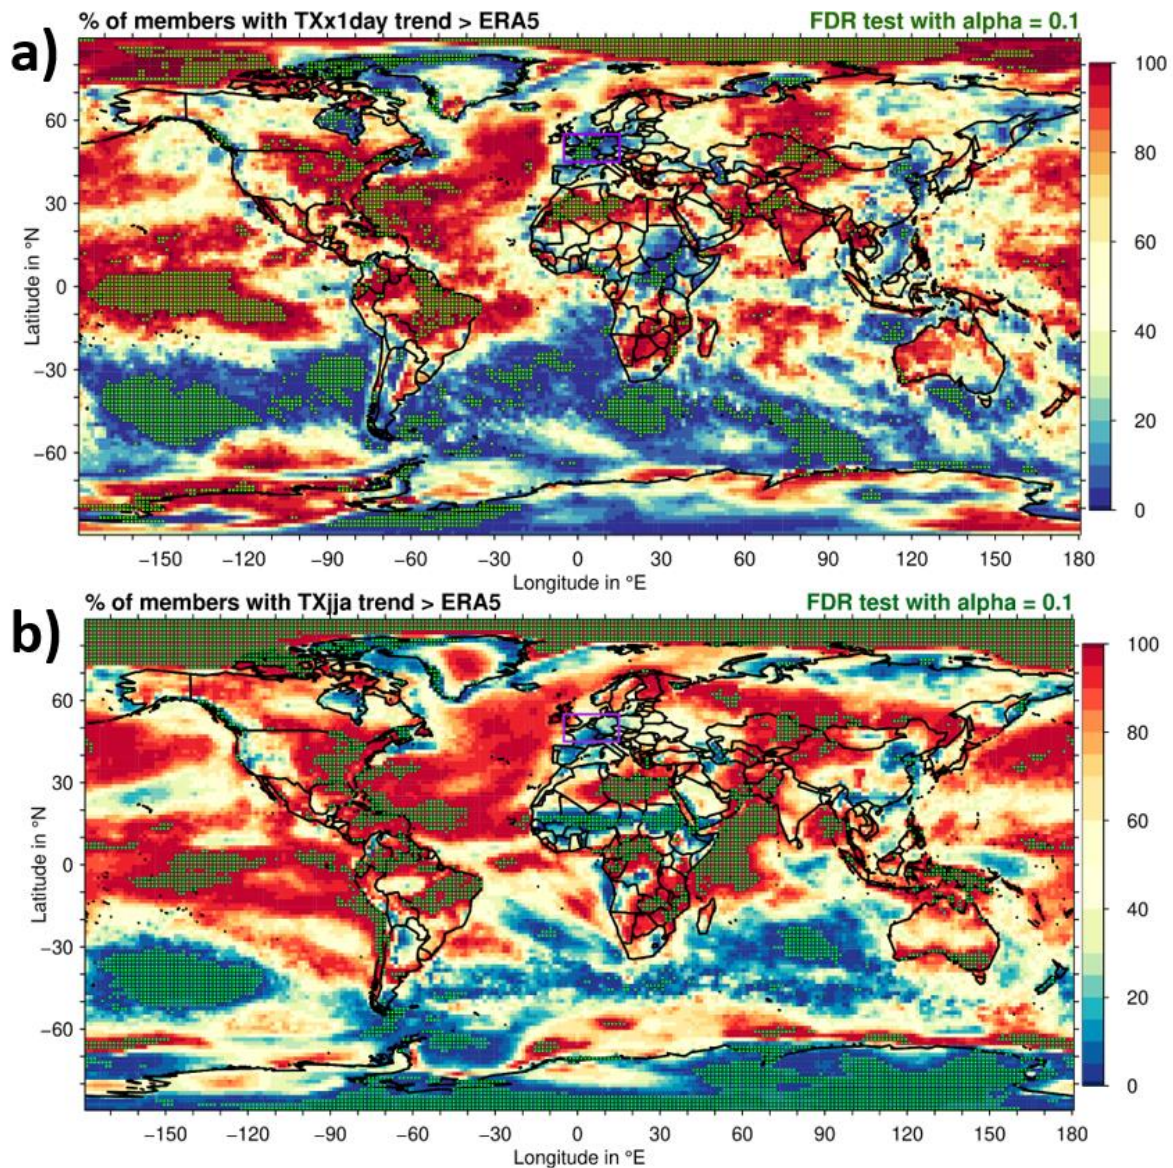 a)
% of members with TXx1day trend > ERA5 FDR test with alpha = 0.1
Latitude in °N
60
30
0
−30
−60
−150 −120 −90 −60 −30 0 30 60 90 120 150 180
Longitude in °E
100
80
60
40
20
0
b)
% of members with TXjja trend > ERA5 FDR test with alpha = 0.1
Latitude in °N
60
30
0
−30
−60
−150 −120 −90 −60 −30 0 30 60 90 120 150 180
Longitude in °E
100
80
60
40
20
0